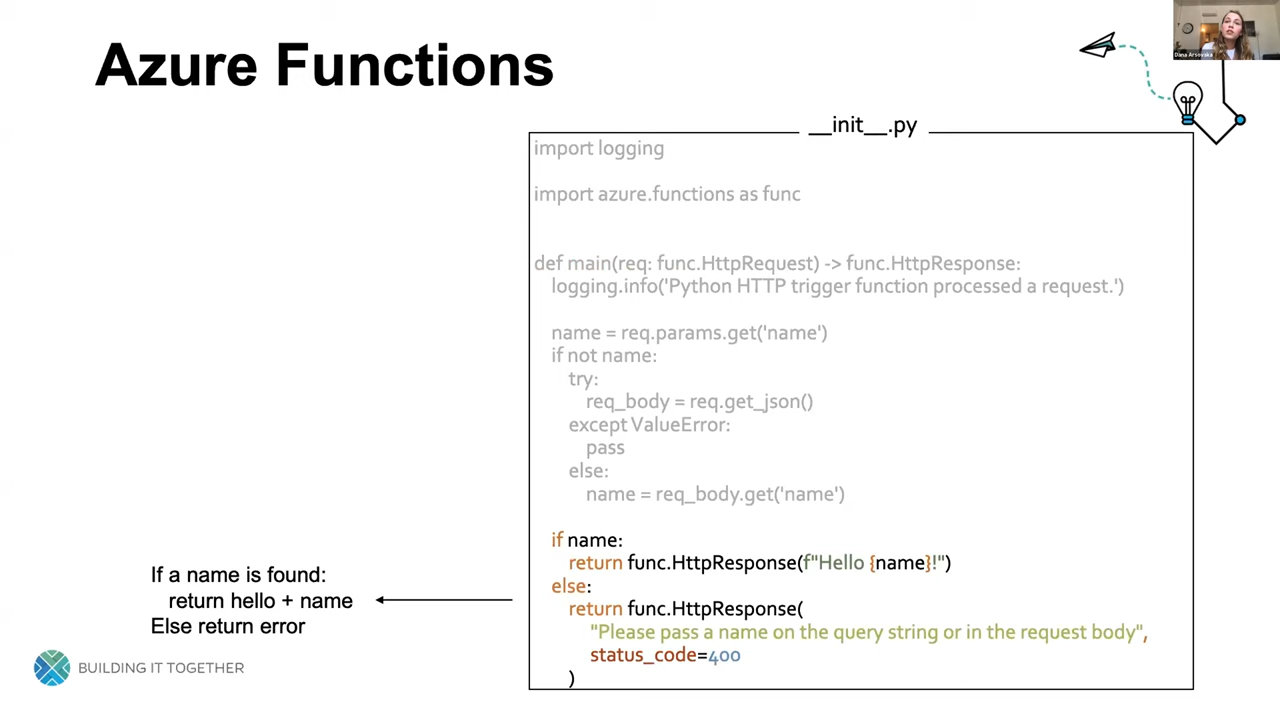 Azure Functions
Dana Arsovska
__init__.py
import logging
import azure.functions as func
def main(req: func.HttpRequest) -> func.HttpResponse:
logging.info('Python HTTP trigger function processed a request.')
name = req.params.get('name')
if not name:
try:
req_body = req.get_json()
except ValueError:
pass
else:
name = req_body.get('name')
if name:
return func.HttpResponse(f"Hello {name}!")
else:
return func.HttpResponse(
"Please pass a name on the query string or in the request body",
status_code=400
)
If a name is found:
return hello + name
Else return error
BUILDING IT TOGETHER